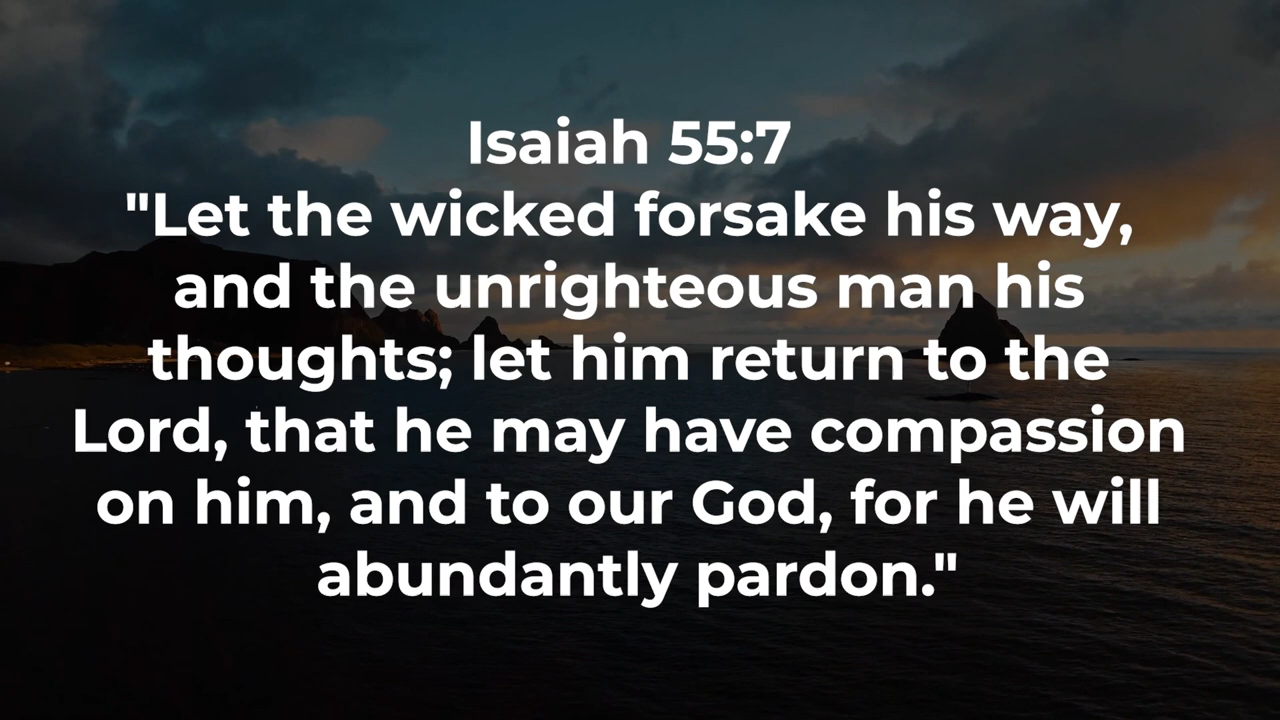 Isaiah 55:7
"Let the wicked forsake his way,
and the unrighteous man his
thoughts; let him return to the
Lord, that he may have compassion
on him, and to our God, for he will
abundantly pardon."